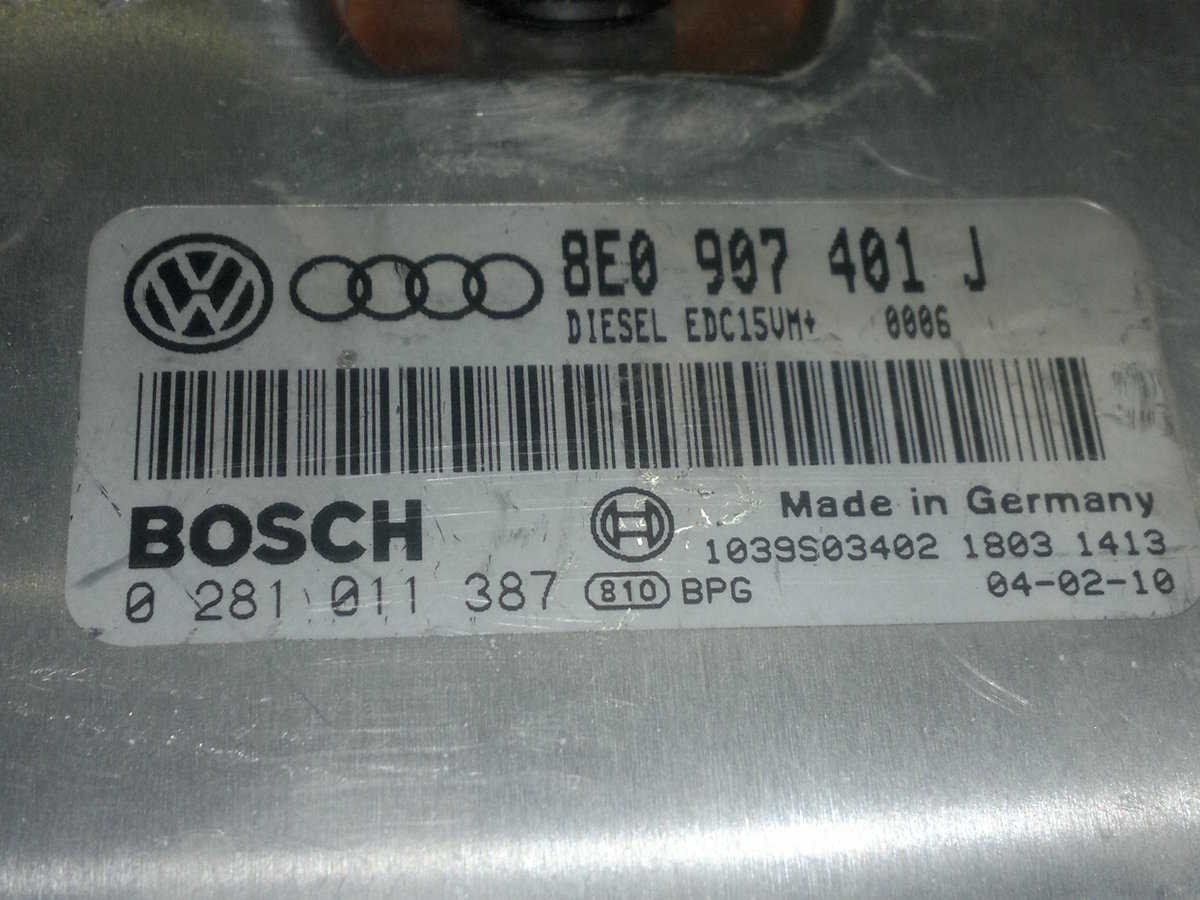 8E0 907 401 J
DIESEL EDC15VM+ 0006
BOSCH
Made in Germany
1039S03402 1803 1413
0 281 011 387 810 BPG 04-02-10